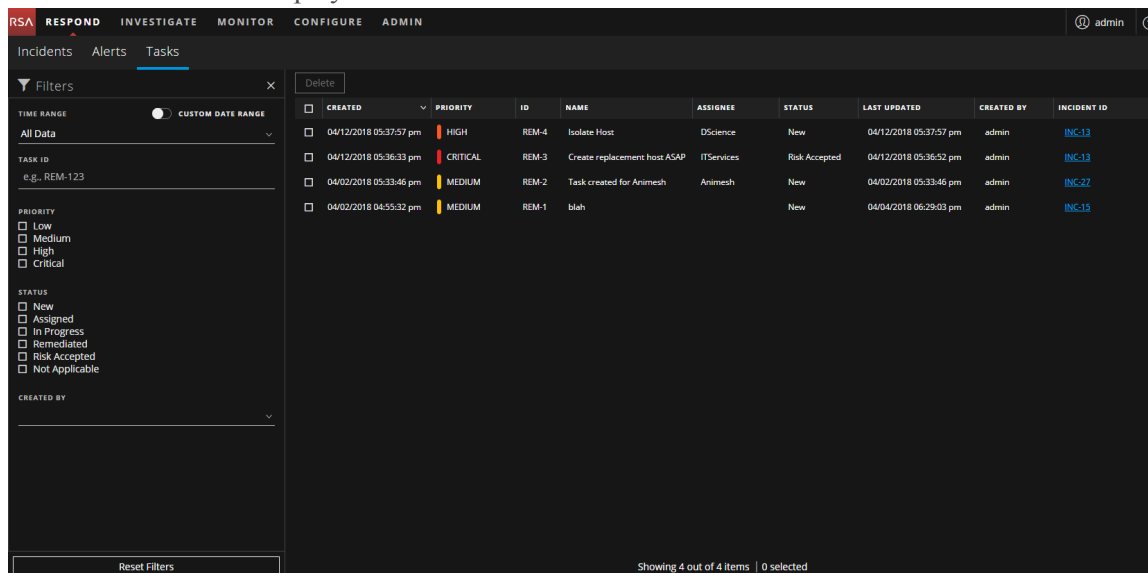 RSA RESPOND INVESTIGATE MONITOR CONFIGURE ADMIN admin
Incidents Alerts Tasks
Filters
TIME RANGE CUSTOM DATE RANGE
All Data
TASK ID
e.g., REM-123
PRIORITY
Low
Medium
High
Critical
STATUS
New
Assigned
In Progress
Remediated
Risk Accepted
Not Applicable
CREATED BY
Reset Filters
Delete
CREATED PRIORITY ID NAME ASSIGNEE STATUS LAST UPDATED CREATED BY INCIDENT ID
04/12/2018 05:37:57 pm HIGH REM-4 Isolate Host DScience New 04/12/2018 05:37:57 pm admin INC-13
04/12/2018 05:36:33 pm CRITICAL REM-3 Create replacement host ASAP ITServices Risk Accepted 04/12/2018 05:36:52 pm admin INC-13
04/02/2018 05:33:46 pm MEDIUM REM-2 Task created for Animesh Animesh New 04/02/2018 05:33:46 pm admin INC-27
04/02/2018 04:55:32 pm MEDIUM REM-1 blah New 04/04/2018 06:29:03 pm admin INC-15
Showing 4 out of 4 items | 0 selected